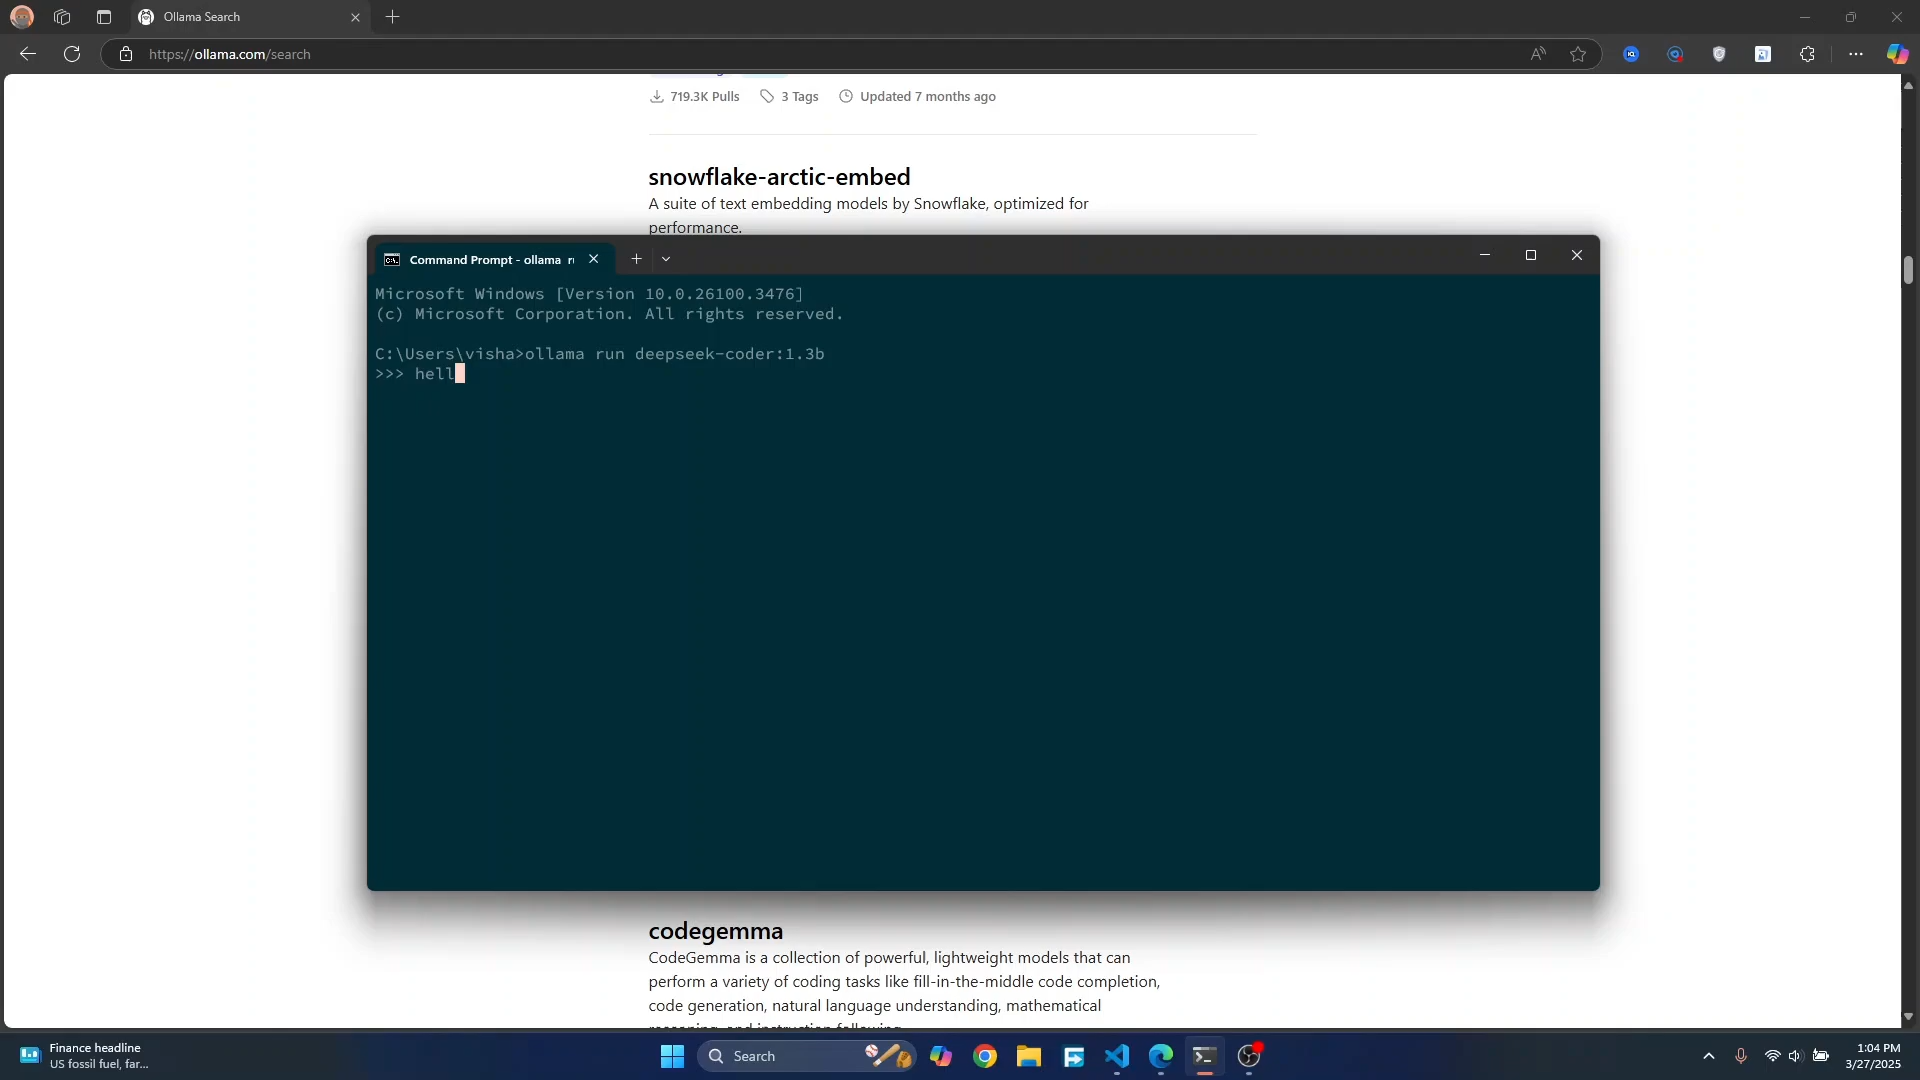 Ollama Search
https://ollama.com/search
719.3K Pulls 3 Tags Updated 7 months ago
snowflake-arctic-embed
A suite of text embedding models by Snowflake, optimized for
performance.
Command Prompt - ollama
Microsoft Windows [Version 10.0.26100.3476]
(c) Microsoft Corporation. All rights reserved.
C:\Users\visha>ollama run deepseek-coder:1.3b
>>> hell
codegemma
CodeGemma is a collection of powerful, lightweight models that can
perform a variety of coding tasks like fill-in-the-middle code completion,
code generation, natural language understanding, mathematical
reasoning, and instruction following.
Finance headline
US fossil fuel, far...
Search
1:04 PM
3/27/2025